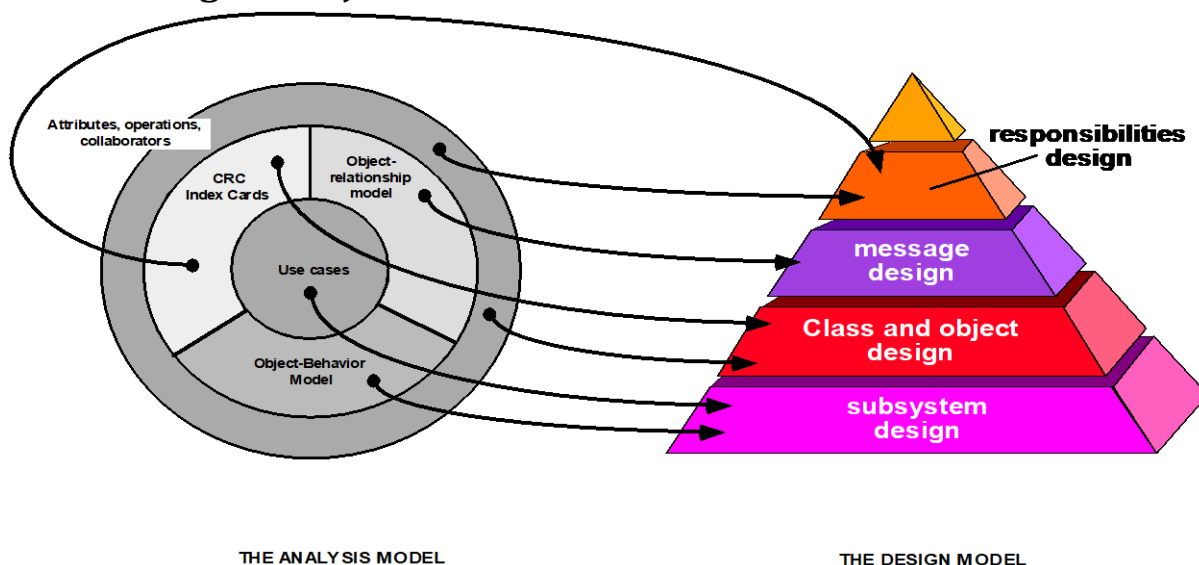 Attributes, operations,
collaborators
CRC
Index Cards
Object-
relationship
model
Use cases
Object-Behavior
Model
responsibilities
design
message
design
Class and object
design
subsystem
design
THE ANALYSIS MODEL
THE DESIGN MODEL